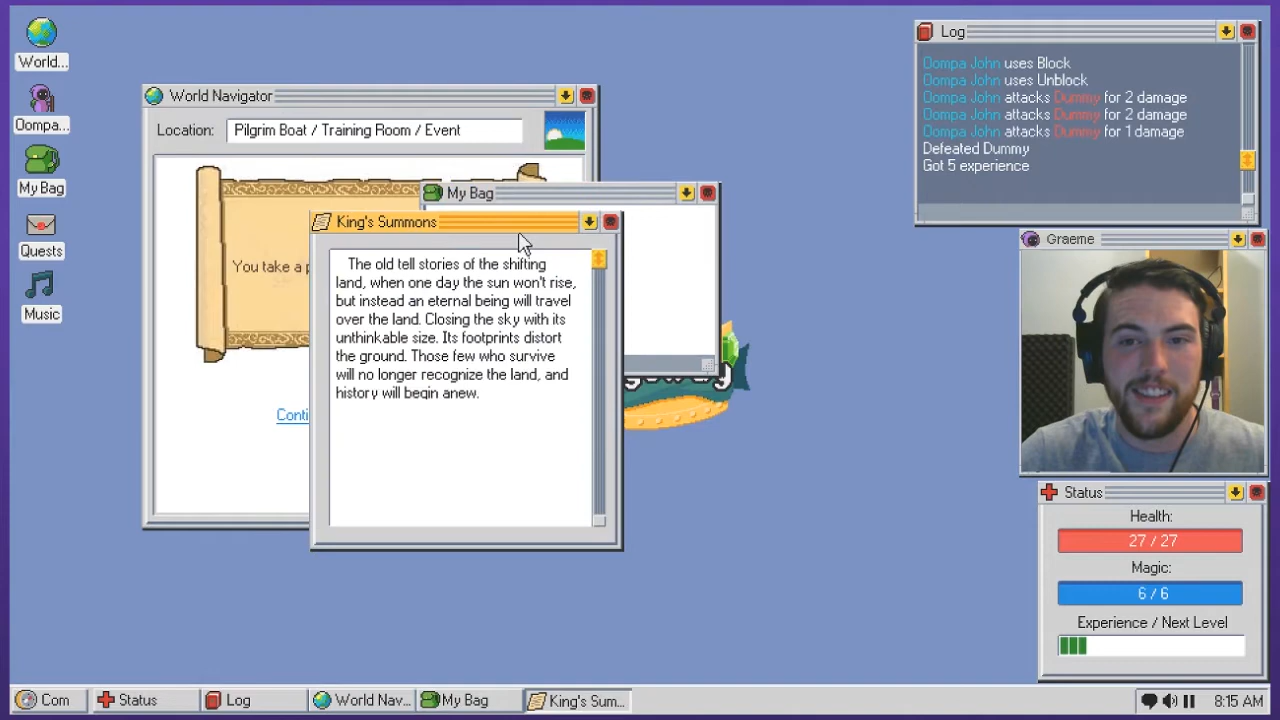 World...
Oompa...
My Bag
Quests
Music
World Navigator
Location:
Pilgrim Boat / Training Room / Event
You take a p
Conti
My Bag
King's Summons
The old tell stories of the shifting
land, when one day the sun won't rise,
but instead an eternal being will travel
over the land. Closing the sky with its
unthinkable size. Its footprints distort
the ground. Those few who survive
will no longer recognize the land, and
history will begin anew.
Log
Oompa John uses Block
Oompa John uses Unblock
Oompa John attacks Dummy for 2 damage
Oompa John attacks Dummy for 2 damage
Oompa John attacks Dummy for 1 damage
Defeated Dummy
Got 5 experience
Graeme
Status
Health:
27 / 27
Magic:
6 / 6
Experience / Next Level
Com
Status
Log
World Nav...
My Bag
King's Sum...
8:15 AM